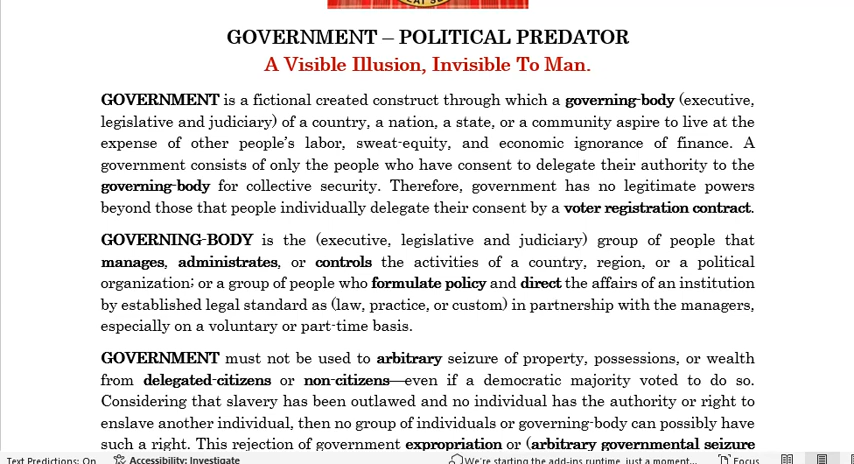 GOVERNMENT – POLITICAL PREDATOR
A Visible Illusion, Invisible To Man.
GOVERNMENT is a fictional created construct through which a governing-body (executive,
legislative and judiciary) of a country, a nation, a state, or a community aspire to live at the
expense of other people's labor, sweat-equity, and economic ignorance of finance. A
government consists of only the people who have consent to delegate their authority to the
governing-body for collective security. Therefore, government has no legitimate powers
beyond those that people individually delegate their consent by a voter registration contract.
GOVERNING-BODY is the (executive, legislative and judiciary) group of people that
manages, administrates, or controls the activities of a country, region, or a political
organization; or a group of people who formulate policy and direct the affairs of an institution
by established legal standard as (law, practice, or custom) in partnership with the managers,
especially on a voluntary or part-time basis.
GOVERNMENT must not be used to arbitrary seizure of property, possessions, or wealth
from delegated-citizens or non-citizens—even if a democratic majority voted to do so.
Considering that slavery has been outlawed and no individual has the authority or right to
enslave another individual, then no group of individuals or governing-body can possibly have
such a right. This rejection of government expropriation or (arbitrary governmental seizure
Text Predictions: On Accessibility: Investigate We're starting the add-ins runtime, just a moment... Focus